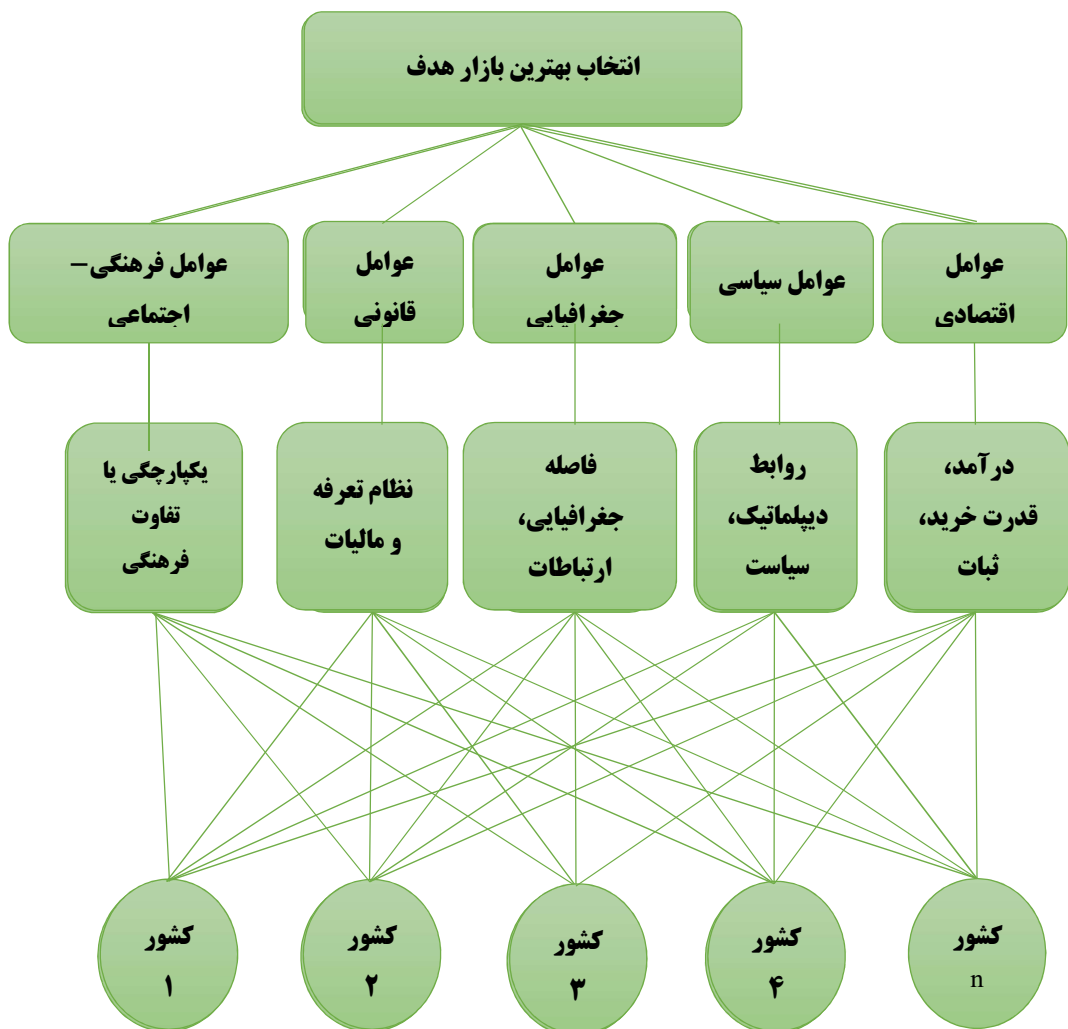 انتخاب بهترین بازار هدف
عوامل
اقتصادی
عوامل سیاسی
عوامل
جغرافیایی
عوامل
قانونی
عوامل فرهنگی–
اجتماعی
درآمد،
قدرت خرید،
ثبات
روابط
دیپلماتیک،
سیاست
فاصله
جغرافیایی،
ارتباطات
نظام تعرفه
و مالیات
یکپارچگی یا
تفاوت
فرهنگی
کشور
n
کشور
۴
کشور
۳
کشور
۲
کشور
۱